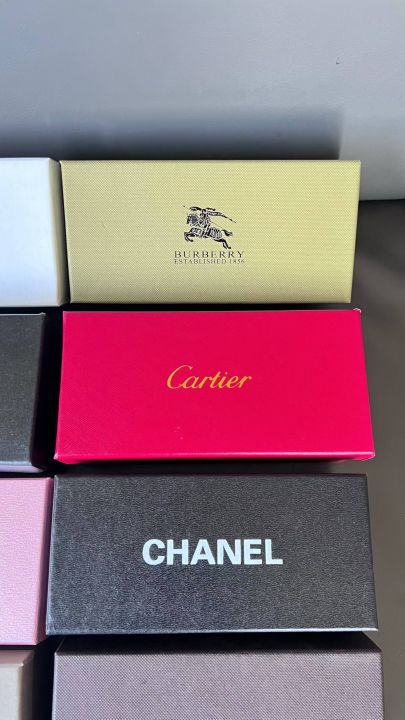 BURBERRY
ESTABLISHED 1856
Cartier
CHANEL